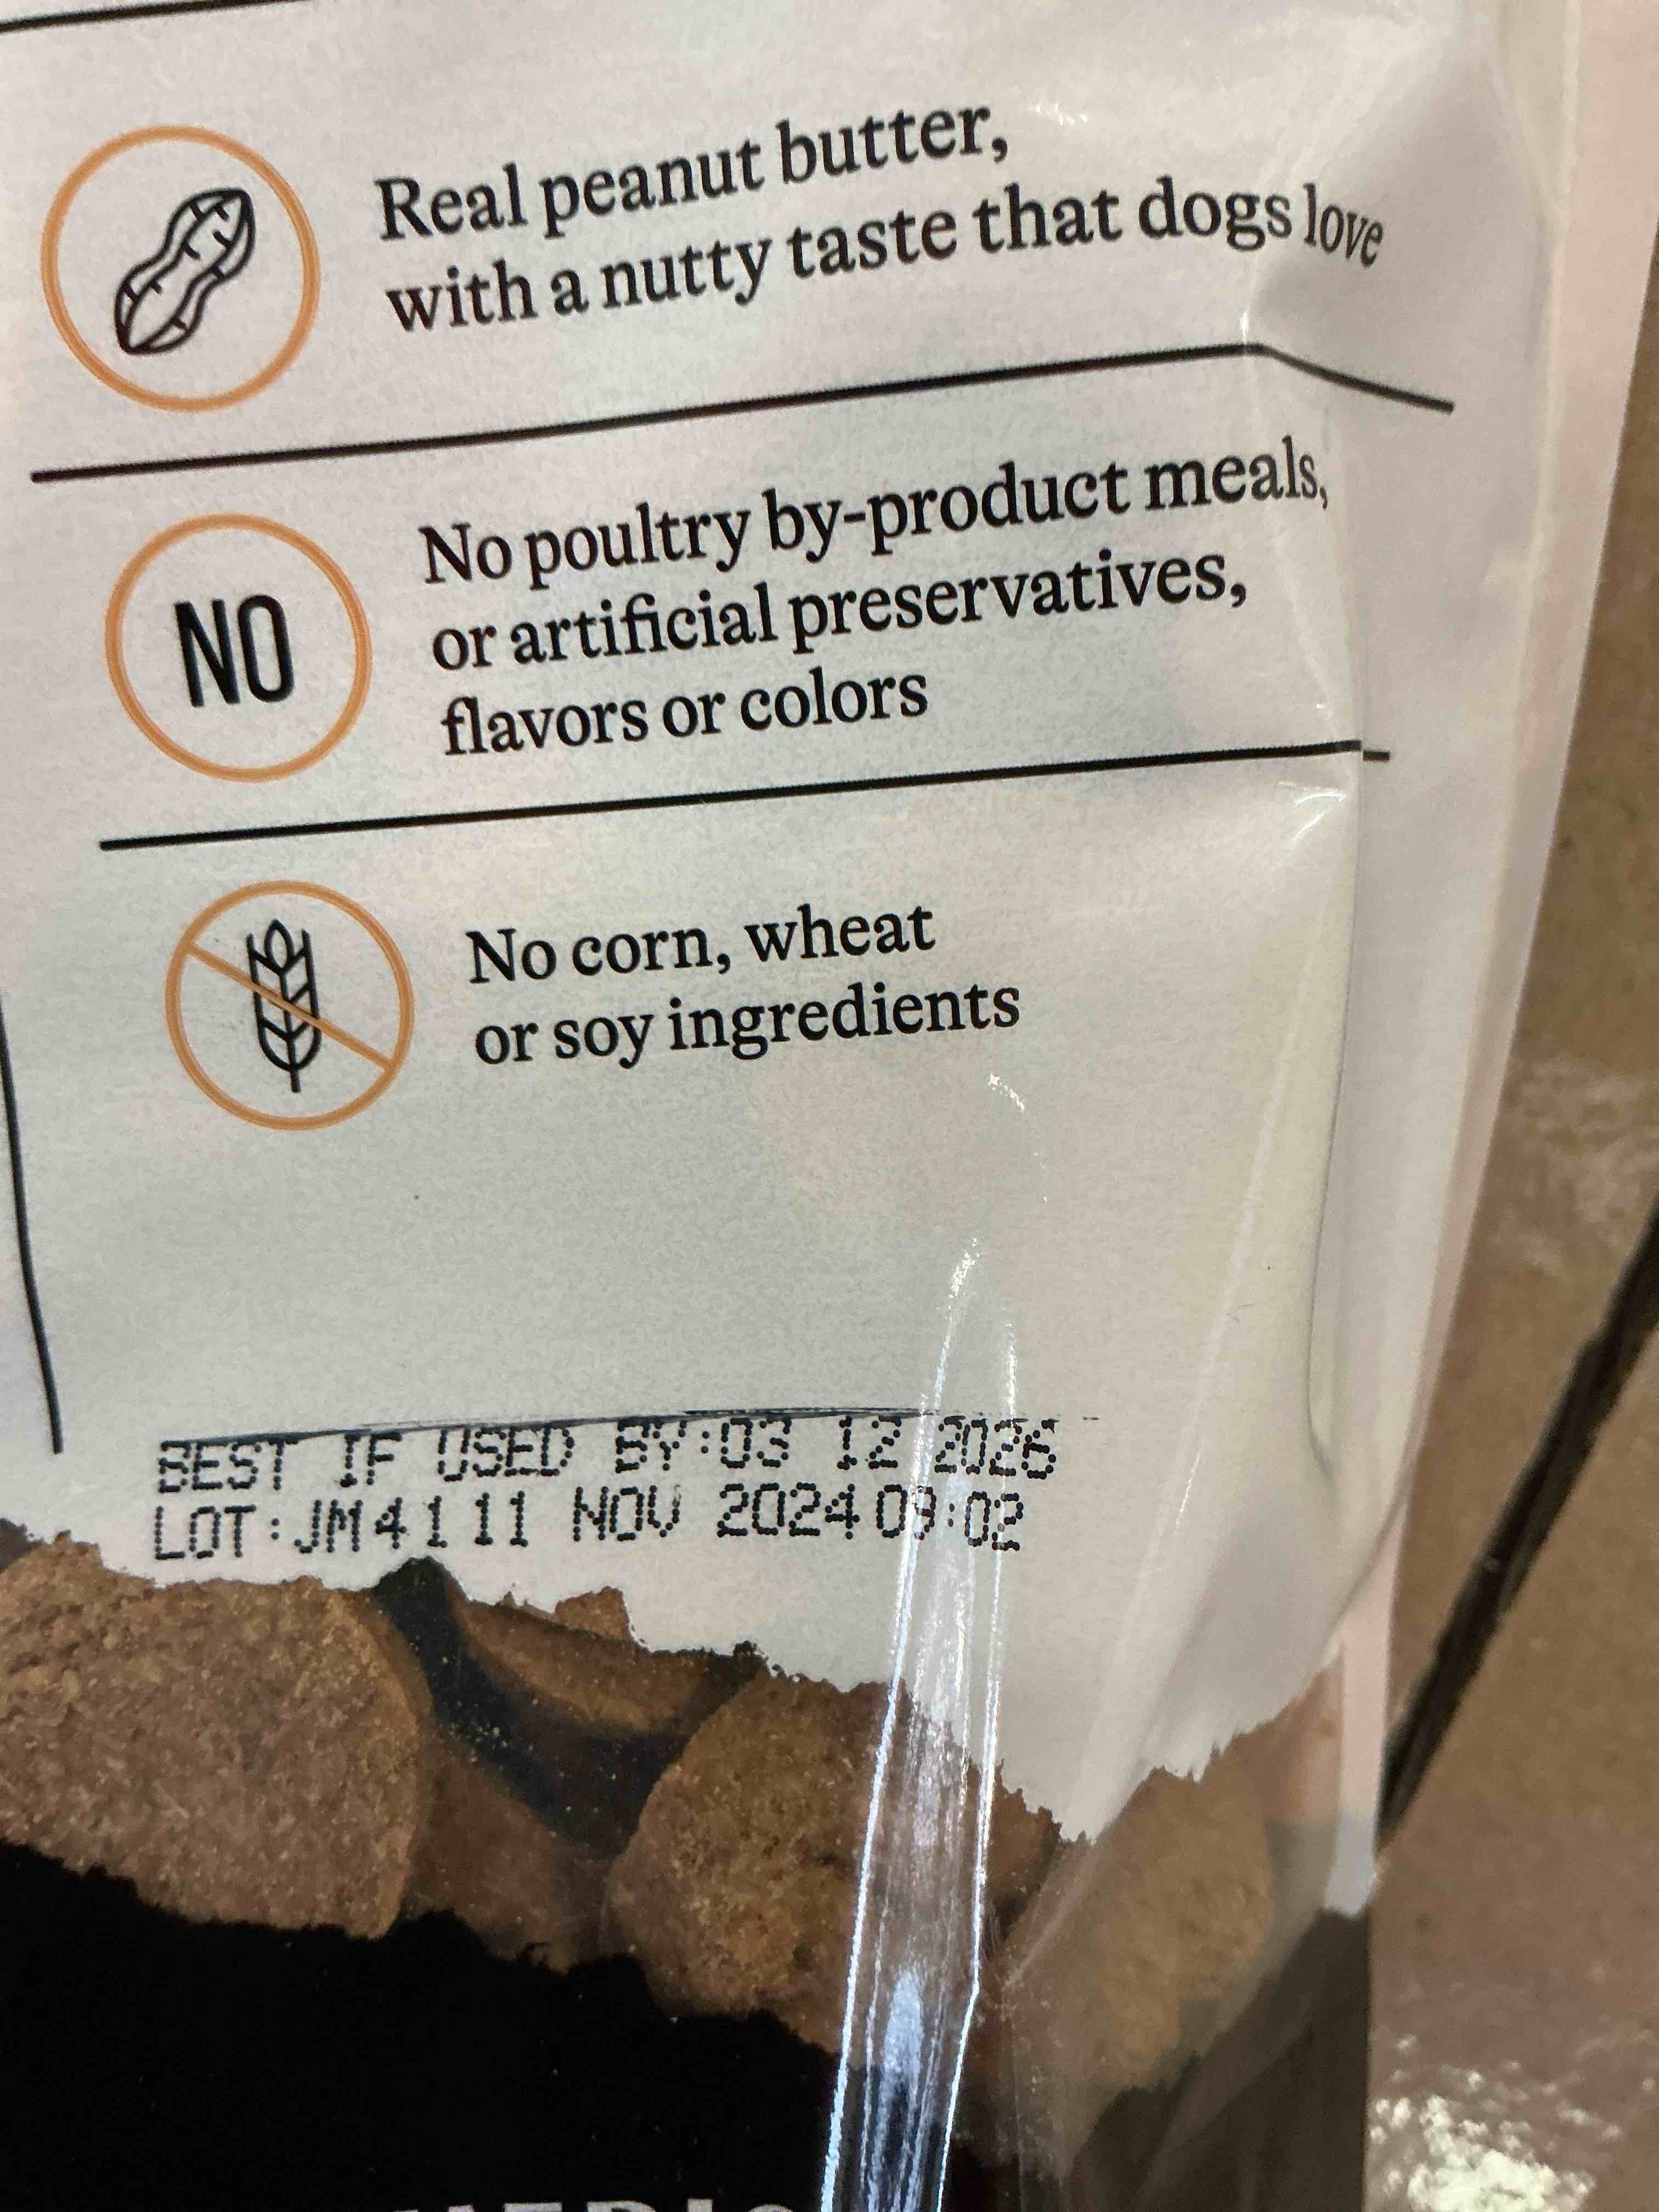 Real peanut butter,
with a nutty taste that dogs love
NO
No poultry by-product meals,
or artificial preservatives,
flavors or colors
No corn, wheat
or soy ingredients
BEST IF USED BY:03 12 2026
LOT:JM41 11 NOV 2024 09:02